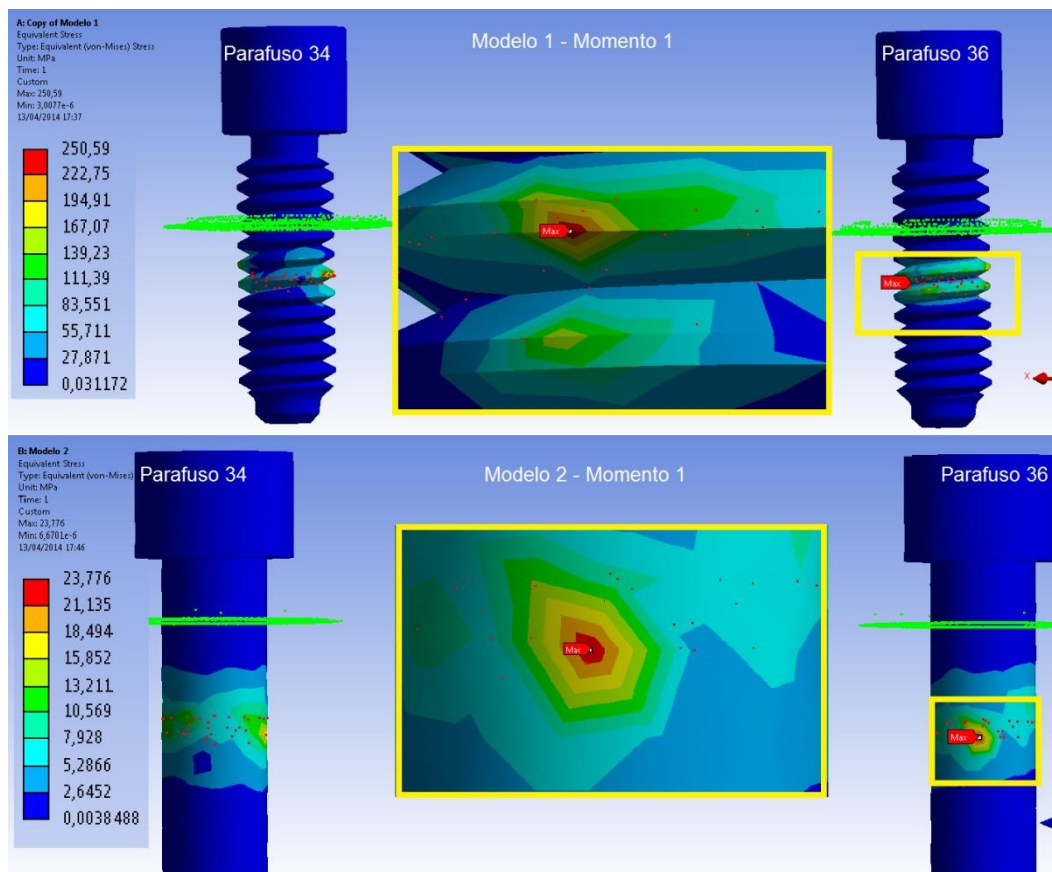 A: Copy of Modelo 1
Equivalent Stress
Type: Equivalent (von-Mises) Stress
Unit: MPa
Time: 1
Custom
Max: 250,59
Min: 3,0077e-6
13/04/2014 17:37
250,59
222,75
194,91
167,07
139,23
111,39
83,551
55,711
27,871
0,031172
Parafuso 34
Modelo 1 - Momento 1
Parafuso 36
Max
Max
X
B: Modelo 2
Equivalent Stress
Type: Equivalent (von-Mises)
Unit: MPa
Time: 1
Custom
Max: 23,776
Min: 6,6701e-6
13/04/2014 17:46
23,776
21,135
18,494
15,852
13,211
10,569
7,928
5,2866
2,6452
0,0038488
Parafuso 34
Modelo 2 - Momento 1
Parafuso 36
Max
Max